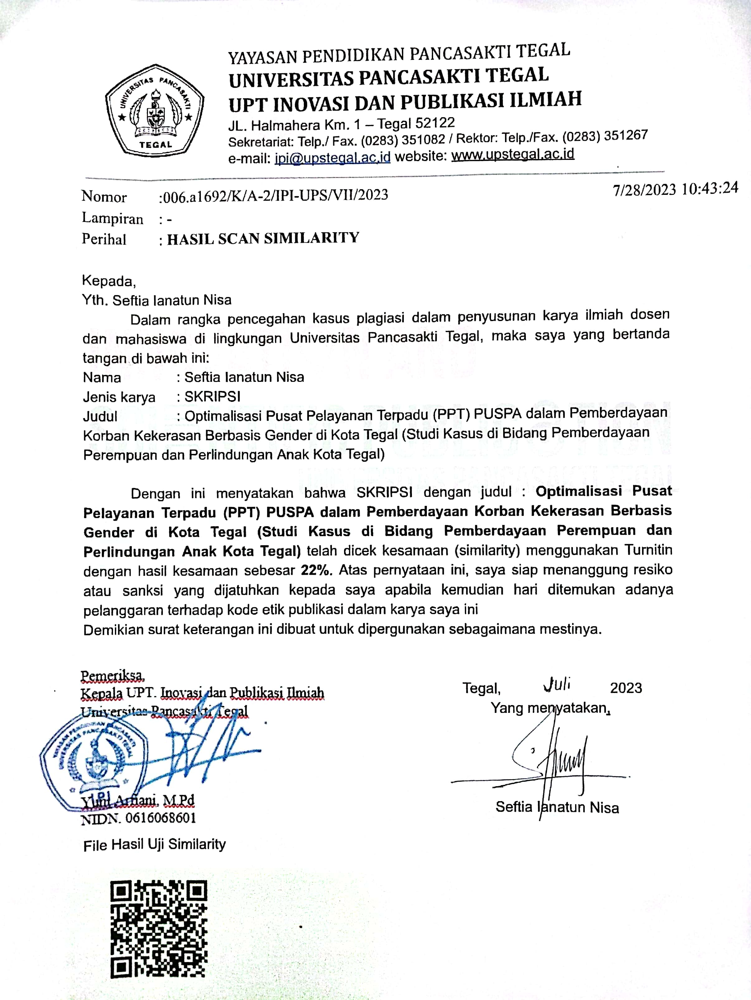 YAYASAN PENDIDIKAN PANCASAKTI TEGAL
UNIVERSITAS PANCASAKTI TEGAL
UPT INOVASI DAN PUBLIKASI ILMIAH
JL. Halmahera Km. 1 – Tegal 52122
Sekretariat: Telp./ Fax. (0283) 351082 / Rektor: Telp./Fax. (0283) 351267
e-mail: ipi@upstegal.ac.id website: www.upstegal.ac.id
UNIVERSITAS PANCASAKTI
TEGAL
Nomor :006.a1692/K/A-2/IPI-UPS/VII/2023 7/28/2023 10:43:24
Lampiran : -
Perihal : HASIL SCAN SIMILARITY
Kepada,
Yth. Seftia Ianatun Nisa
Dalam rangka pencegahan kasus plagiasi dalam penyusunan karya ilmiah dosen
dan mahasiswa di lingkungan Universitas Pancasakti Tegal, maka saya yang bertanda
tangan di bawah ini:
Nama : Seftia Ianatun Nisa
Jenis karya : SKRIPSI
Judul : Optimalisasi Pusat Pelayanan Terpadu (PPT) PUSPA dalam Pemberdayaan
Korban Kekerasan Berbasis Gender di Kota Tegal (Studi Kasus di Bidang Pemberdayaan
Perempuan dan Perlindungan Anak Kota Tegal)
Dengan ini menyatakan bahwa SKRIPSI dengan judul : Optimalisasi Pusat
Pelayanan Terpadu (PPT) PUSPA dalam Pemberdayaan Korban Kekerasan Berbasis
Gender di Kota Tegal (Studi Kasus di Bidang Pemberdayaan Perempuan dan
Perlindungan Anak Kota Tegal) telah dicek kesamaan (similarity) menggunakan Turnitin
dengan hasil kesamaan sebesar 22%. Atas pernyataan ini, saya siap menanggung resiko
atau sanksi yang dijatuhkan kepada saya apabila kemudian hari ditemukan adanya
pelanggaran terhadap kode etik publikasi dalam karya saya ini
Demikian surat keterangan ini dibuat untuk dipergunakan sebagaimana mestinya.
Pemeriksa,
Kepala UPT. Inovasi dan Publikasi Ilmiah
Universitas Pancasakti Tegal
YAYASAN PENDIDIKAN PANCASAKTI
UNIVERSITAS PANCASAKTI TEGAL
IPI
Yuni Arfiani, M.Pd
NIDN. 0616068601
Tegal, Juli 2023
Yang menyatakan,
Seftia Ianatun Nisa
File Hasil Uji Similarity